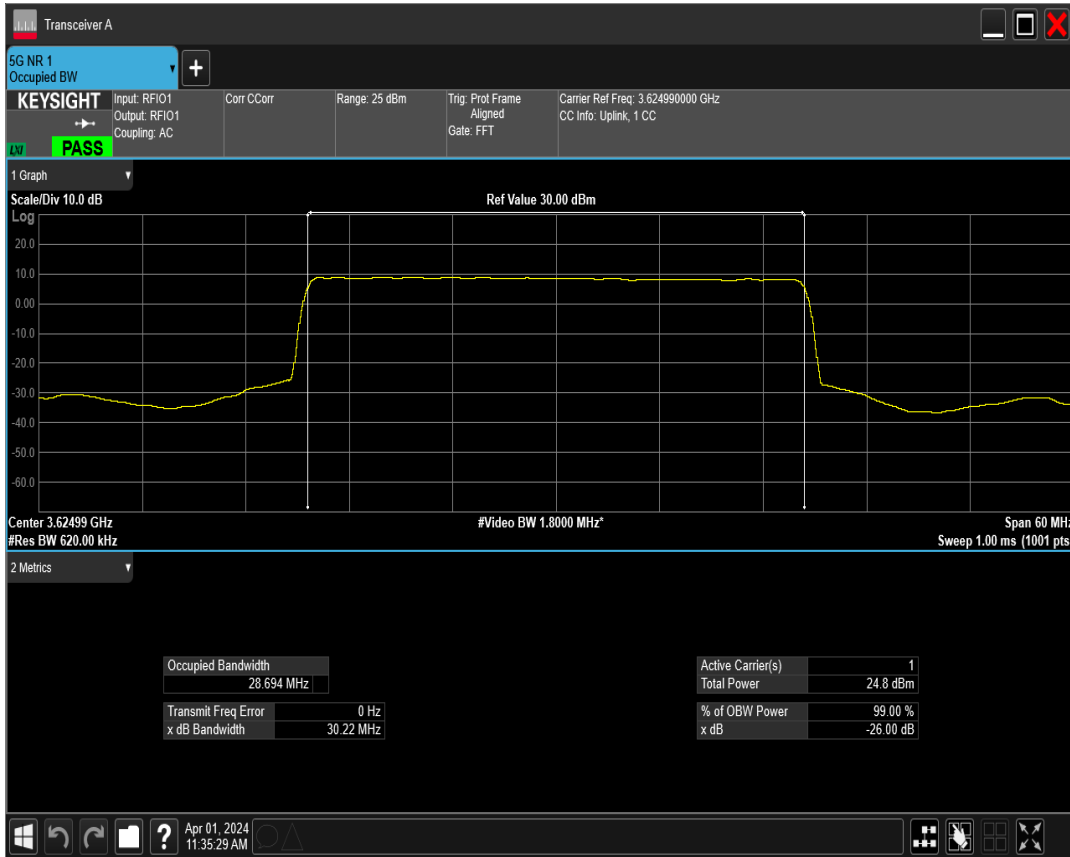 Transceiver A
5G NR 1
Occupied BW
+
KEYSIGHT
LXI
PASS
Input: RFIO1
Output: RFIO1
Coupling: AC
Corr CCorr
Range: 25 dBm
Trig: Prot Frame
Aligned
Gate: FFT
Carrier Ref Freq: 3.624990000 GHz
CC Info: Uplink, 1 CC
1 Graph
Scale/Div 10.0 dB
Ref Value 30.00 dBm
Log
20.0
10.0
0.00
-10.0
-20.0
-30.0
-40.0
-50.0
-60.0
Center 3.62499 GHz
#Video BW 1.8000 MHz*
Span 60 MHz
#Res BW 620.00 kHz
Sweep 1.00 ms (1001 pts
2 Metrics
Occupied Bandwidth
28.694 MHz
Transmit Freq Error 0 Hz
x dB Bandwidth 30.22 MHz
Active Carrier(s) 1
Total Power 24.8 dBm
% of OBW Power 99.00 %
x dB -26.00 dB
?
Apr 01, 2024
11:35:29 AM